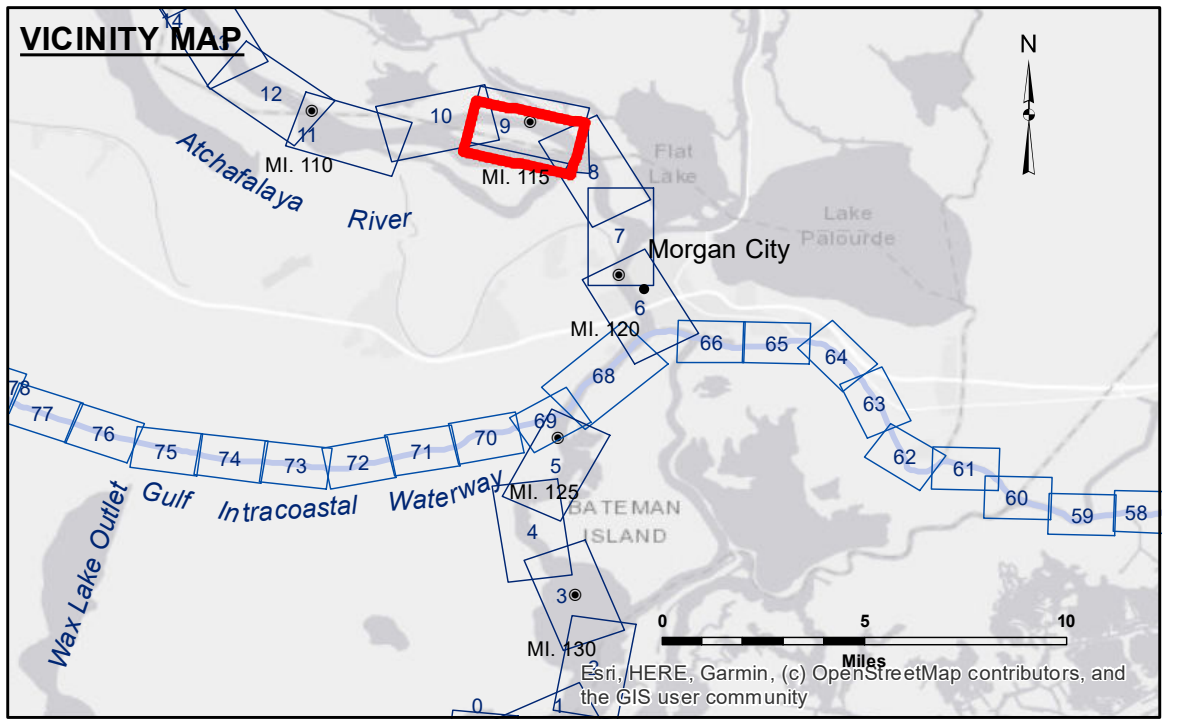 VICINITY MAP
N
14
12
11
10
9
8
MI. 110
MI. 115
Atchafalaya
River
Flat
Lake
Lake
Palourde
7
Morgan City
6
MI. 120
66
65
64
63
62
61
60
59
58
68
69
70
71
72
73
74
75
76
77
78
Gulf Intracoastal Waterway
Wax Lake Outlet
5
MI. 125
BATEMAN
ISLAND
4
3
MI. 130
2
1
0
0 5 10
Miles
Esri, HERE, Garmin, (c) OpenStreetMap contributors, and
the GIS user community